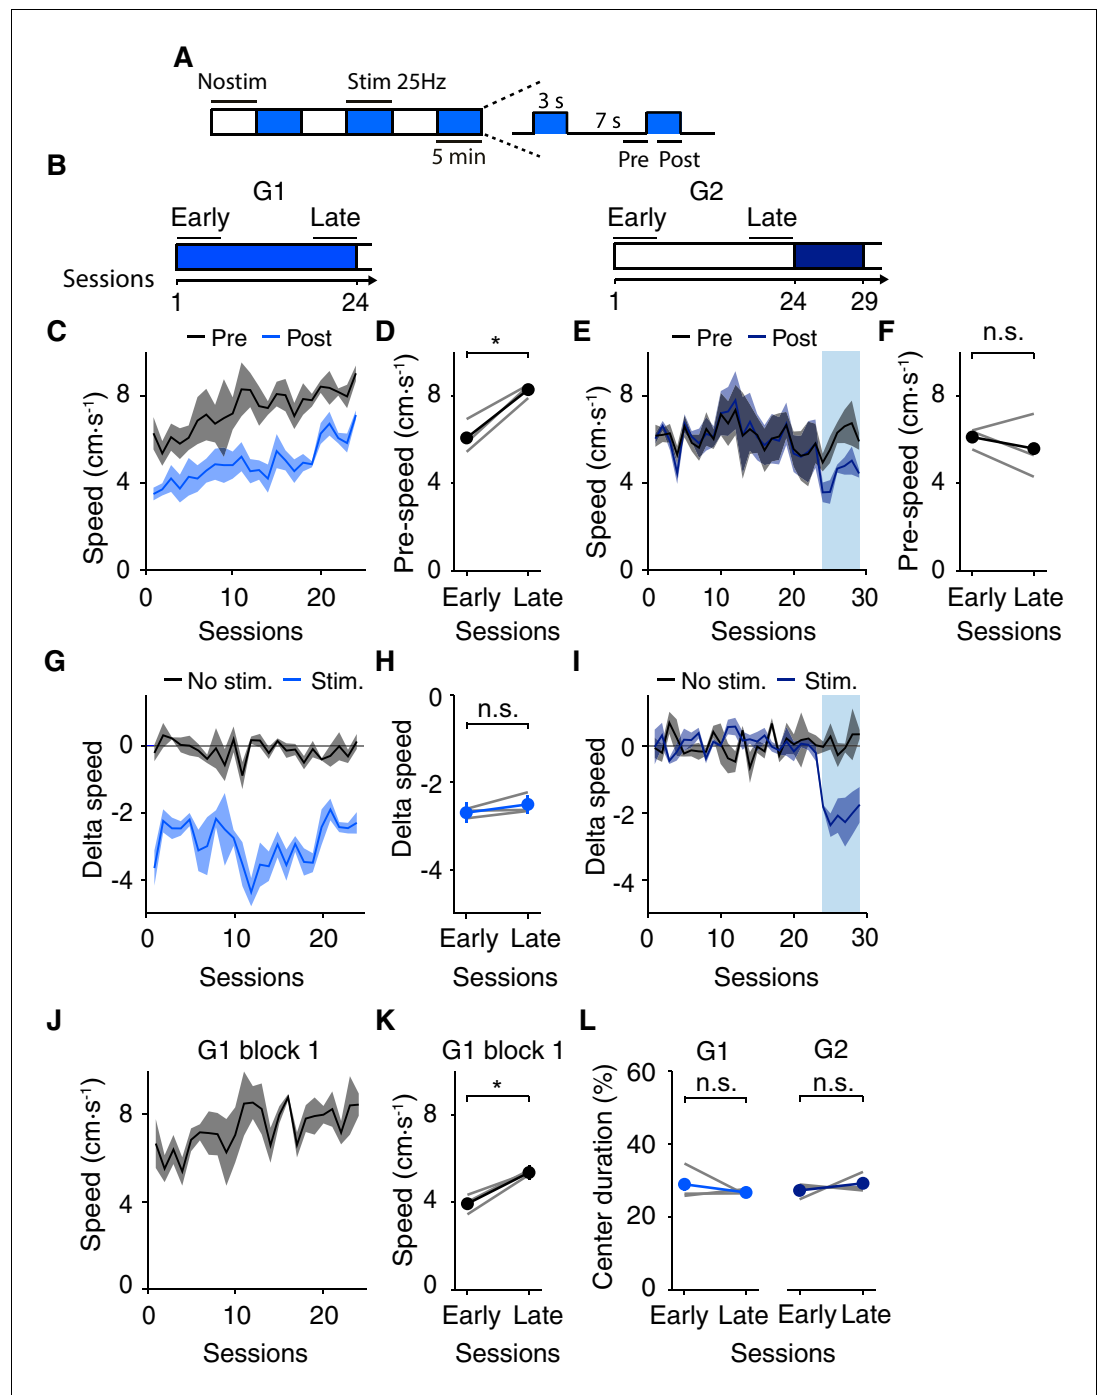 A
Nostim
Stim 25Hz
3 s
7 s
5 min
Pre
Post
B
G1
Early
Late
Sessions
1
24
G2
Early
Late
1
24
29
C
Pre
Post
Speed (cm·s⁻¹)
8
4
0
0
10
20
Sessions
D
*
Pre-speed (cm·s⁻¹)
8
4
0
Early
Late
Sessions
E
Pre
Post
Speed (cm·s⁻¹)
8
4
0
0
10
20
30
Sessions
F
n.s.
Pre-speed (cm·s⁻¹)
8
4
0
Early
Late
Sessions
G
No stim.
Stim.
Delta speed
0
-2
-4
0
10
20
Sessions
H
n.s.
Delta speed
0
-2
-4
Early
Late
Sessions
I
No stim.
Stim.
Delta speed
0
-2
-4
0
10
20
30
Sessions
J
G1 block 1
Speed (cm·s⁻¹)
8
4
0
0
10
20
Sessions
K
G1 block 1
*
Speed (cm·s⁻¹)
8
4
0
Early
Late
Sessions
L
G1
G2
n.s.
n.s.
Center duration (%)
60
40
20
0
Early
Late
Early
Late
Sessions